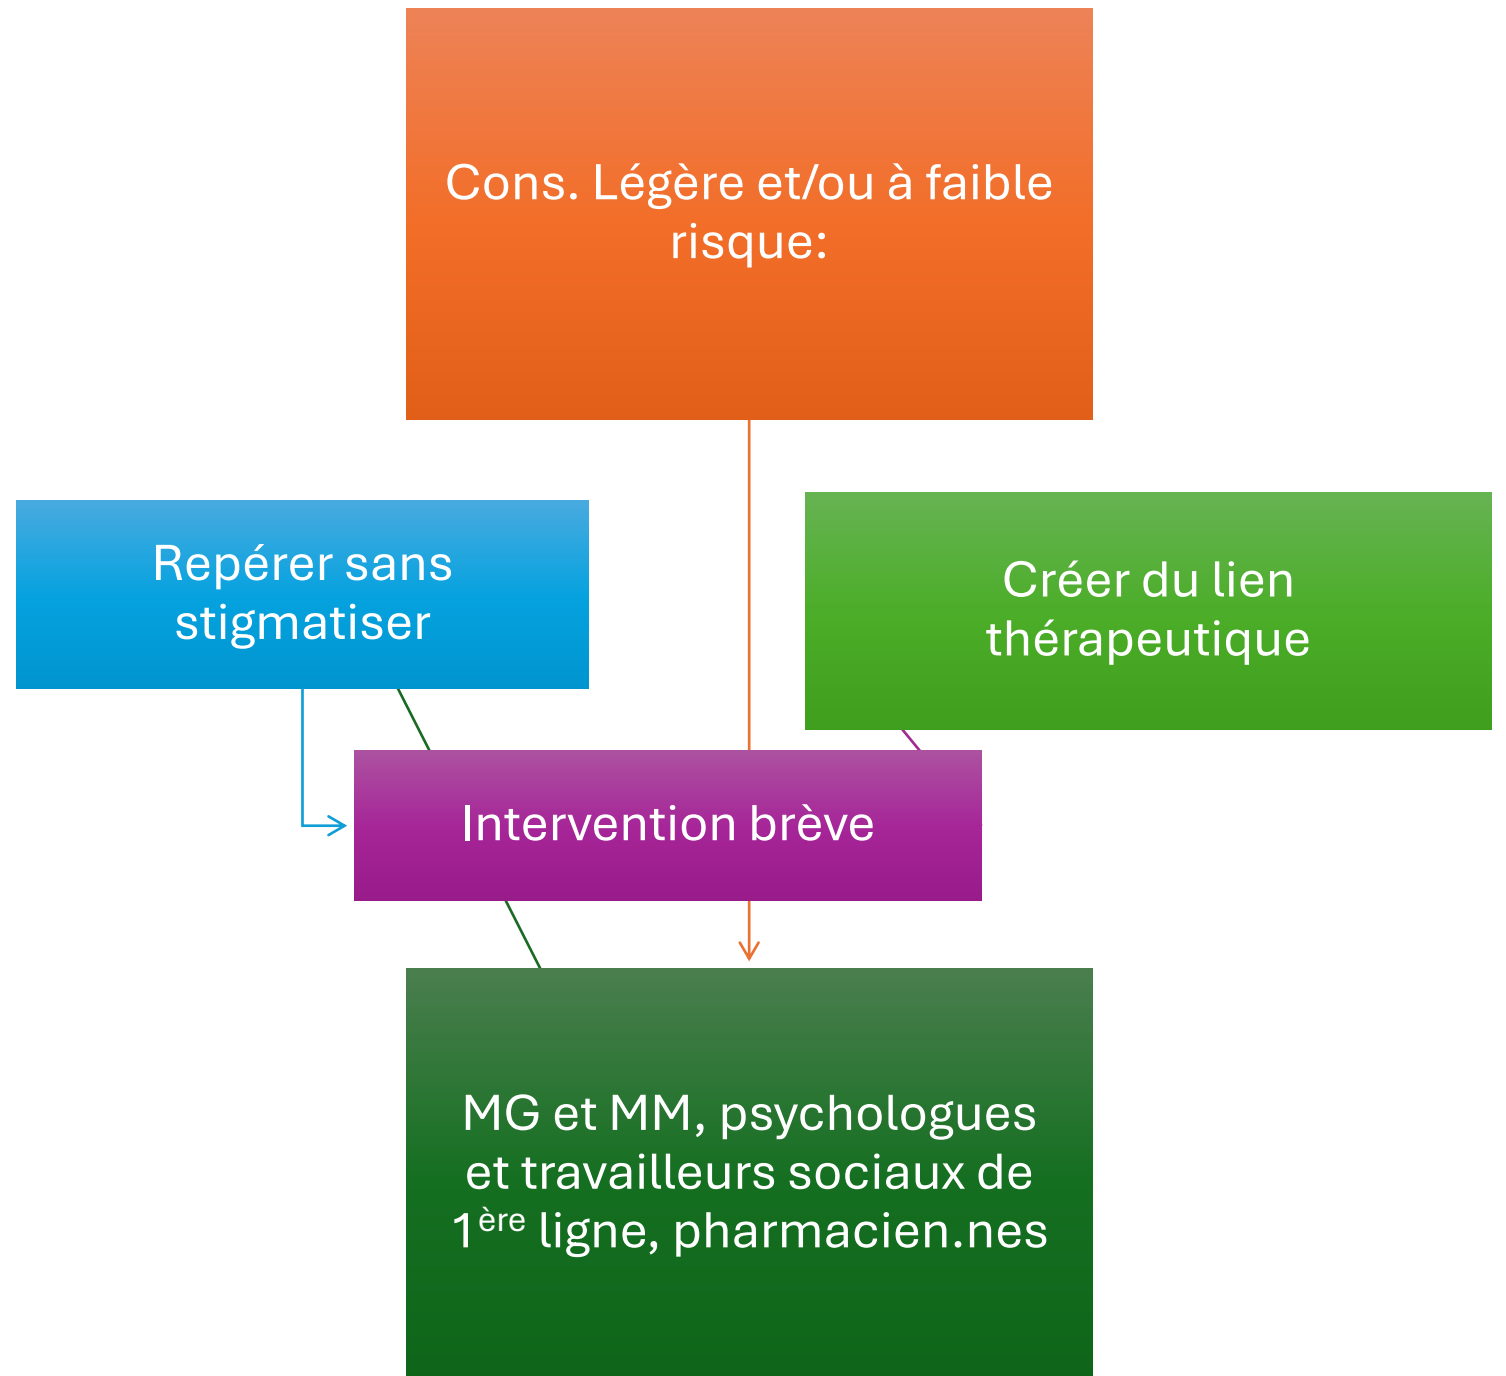 Cons. Légère et/ou à faible
risque:
Repérer sans
stigmatiser
Créer du lien
thérapeutique
Intervention brève
MG et MM, psychologues
et travailleurs sociaux de
1ère ligne, pharmacien.nes